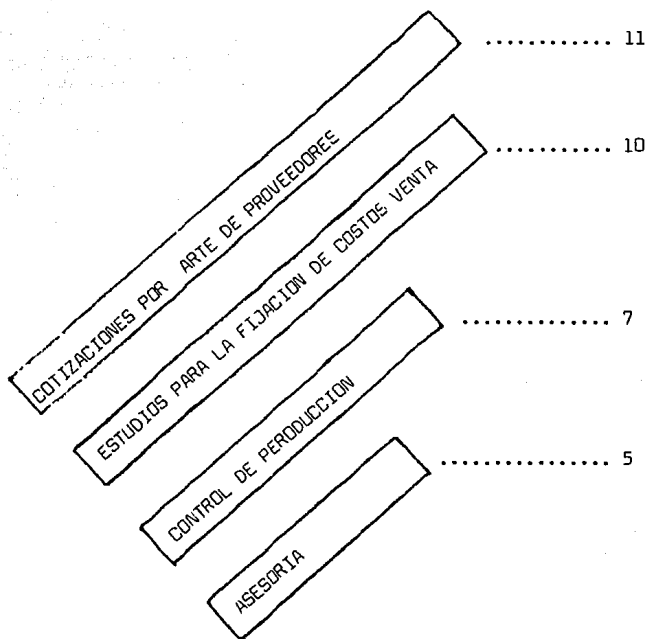 COTIZACIONES POR ARTE DE PROVEEDORES ............ 11
ESTUDIOS PARA LA FIJACION DE COSTOS VENTA ........... 10
CONTROL DE PERODUCCION .............. 7
ASESORIA ................ 5